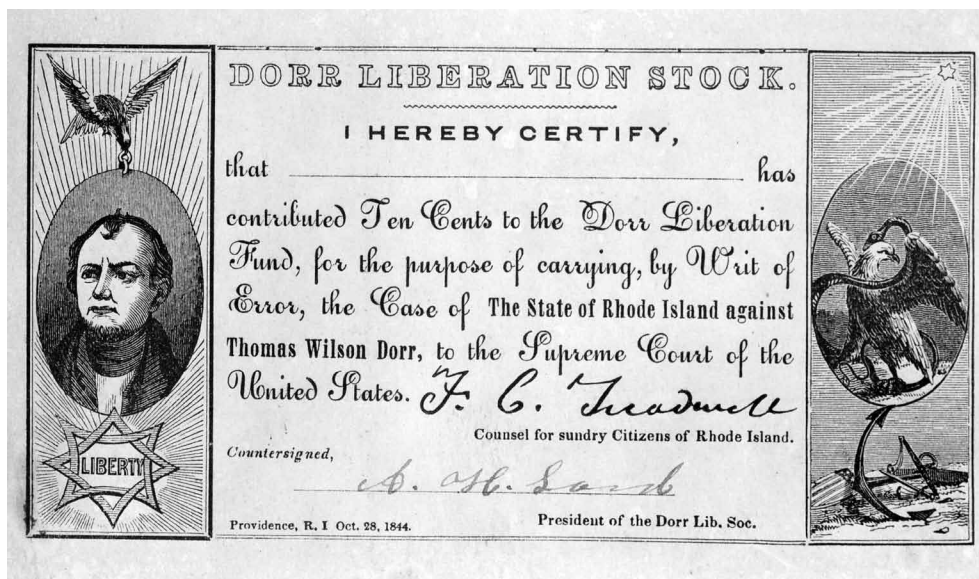 DORR LIBERATION STOCK.
I HEREBY CERTIFY,
that has
contributed Ten Cents to the Dorr Liberation
Fund, for the purpose of carrying, by Writ of
Error, the Case of The State of Rhode Island against
Thomas Wilson Dorr, to the Supreme Court of the
United States. F. C. Treadwell
Counsel for sundry Citizens of Rhode Island.
Countersigned,
A. H.
Providence, R. I Oct. 28, 1844. President of the Dorr Lib. Soc.
LIBERTY